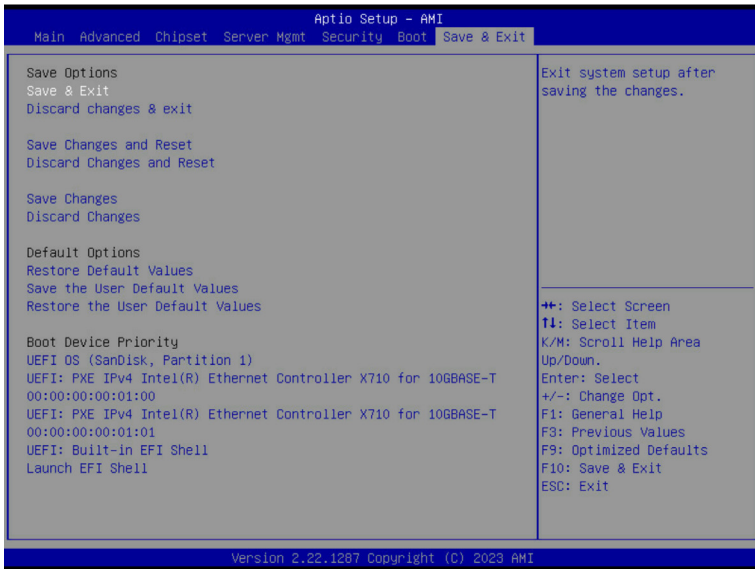 Aptio Setup – AMI
Main Advanced Chipset Server Mgmt Security Boot Save & Exit
Save Options
Save & Exit
Discard changes & exit
Save Changes and Reset
Discard Changes and Reset
Save Changes
Discard Changes
Default Options
Restore Default Values
Save the User Default Values
Restore the User Default Values
Boot Device Priority
UEFI OS (SanDisk, Partition 1)
UEFI: PXE IPv4 Intel(R) Ethernet Controller X710 for 10GBASE-T
00:00:00:00:01:00
UEFI: PXE IPv4 Intel(R) Ethernet Controller X710 for 10GBASE-T
00:00:00:00:01:01
UEFI: Built-in EFI Shell
Launch EFI Shell
Exit system setup after
saving the changes.
→←: Select Screen
↑↓: Select Item
K/M: Scroll Help Area
Up/Down.
Enter: Select
+/-: Change Opt.
F1: General Help
F3: Previous Values
F9: Optimized Defaults
F10: Save & Exit
ESC: Exit
Version 2.22.1287 Copyright (C) 2023 AMI